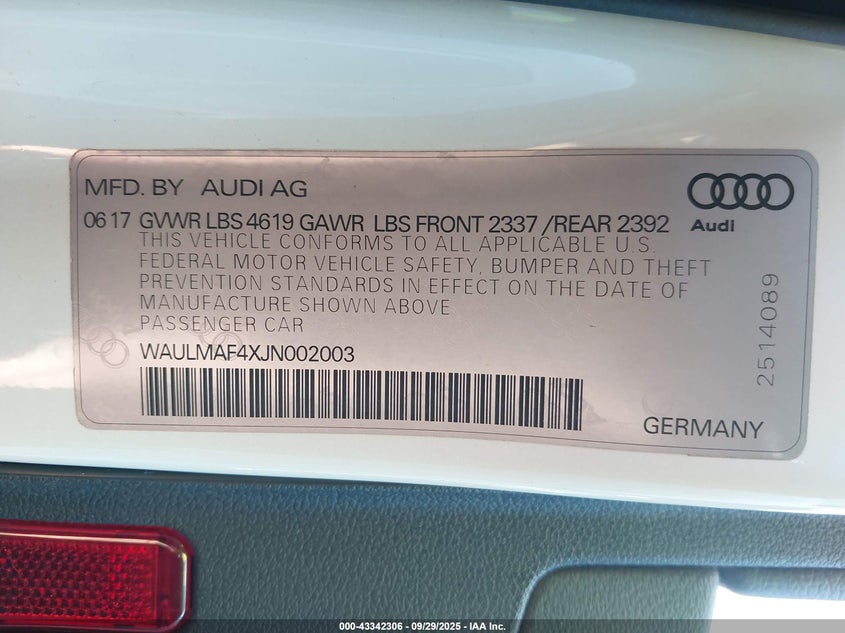 MFD. BY AUDI AG
Audi
06 17 GVWR LBS 4619 GAWR LBS FRONT 2337 /REAR 2392
THIS VEHICLE CONFORMS TO ALL APPLICABLE U.S.
FEDERAL MOTOR VEHICLE SAFETY, BUMPER AND THEFT
PREVENTION STANDARDS IN EFFECT ON THE DATE OF
MANUFACTURE SHOWN ABOVE
PASSENGER CAR
WAULMAF4XJN002003
2514089
GERMANY
000-43342306 - 09/29/2025 - IAA Inc.